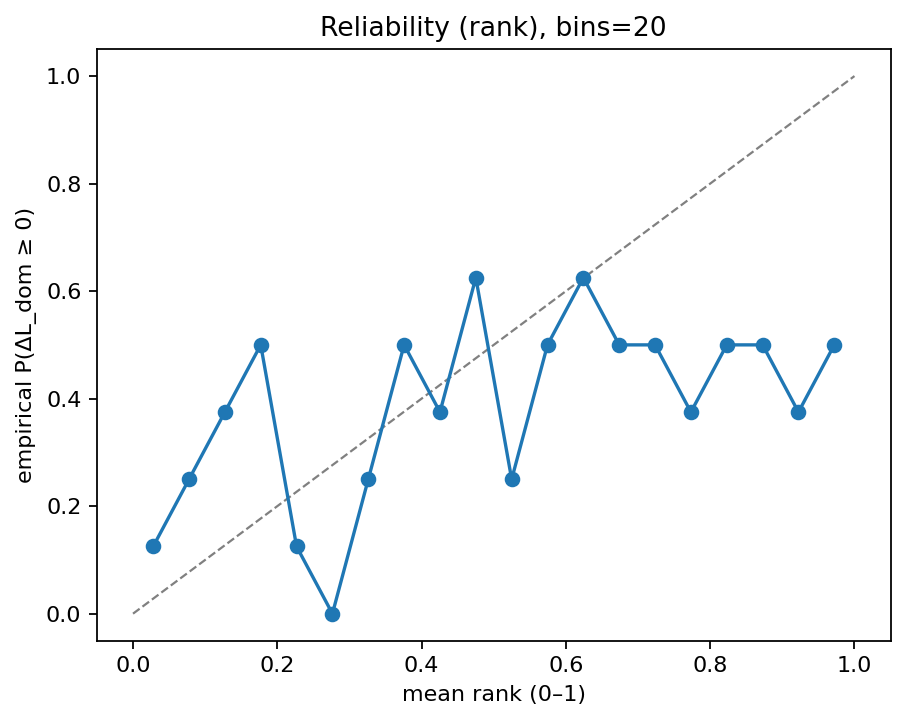 Reliability (rank), bins=20
empirical P(ΔL_dom ≥ 0)
1.0
0.8
0.6
0.4
0.2
0.0
0.0 0.2 0.4 0.6 0.8 1.0
mean rank (0–1)